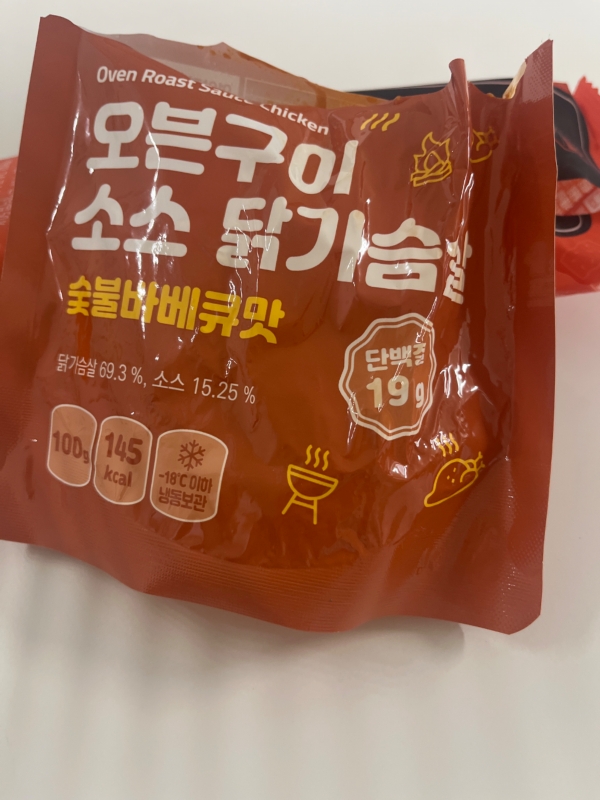 Oven Roast Sauce Chicken
오븐구이
소스 닭가슴살
숯불바베큐맛
닭가슴살 69.3 %, 소스 15.25 %
단백질
19 g
100g
145
kcal
-18℃ 이하
냉동보관